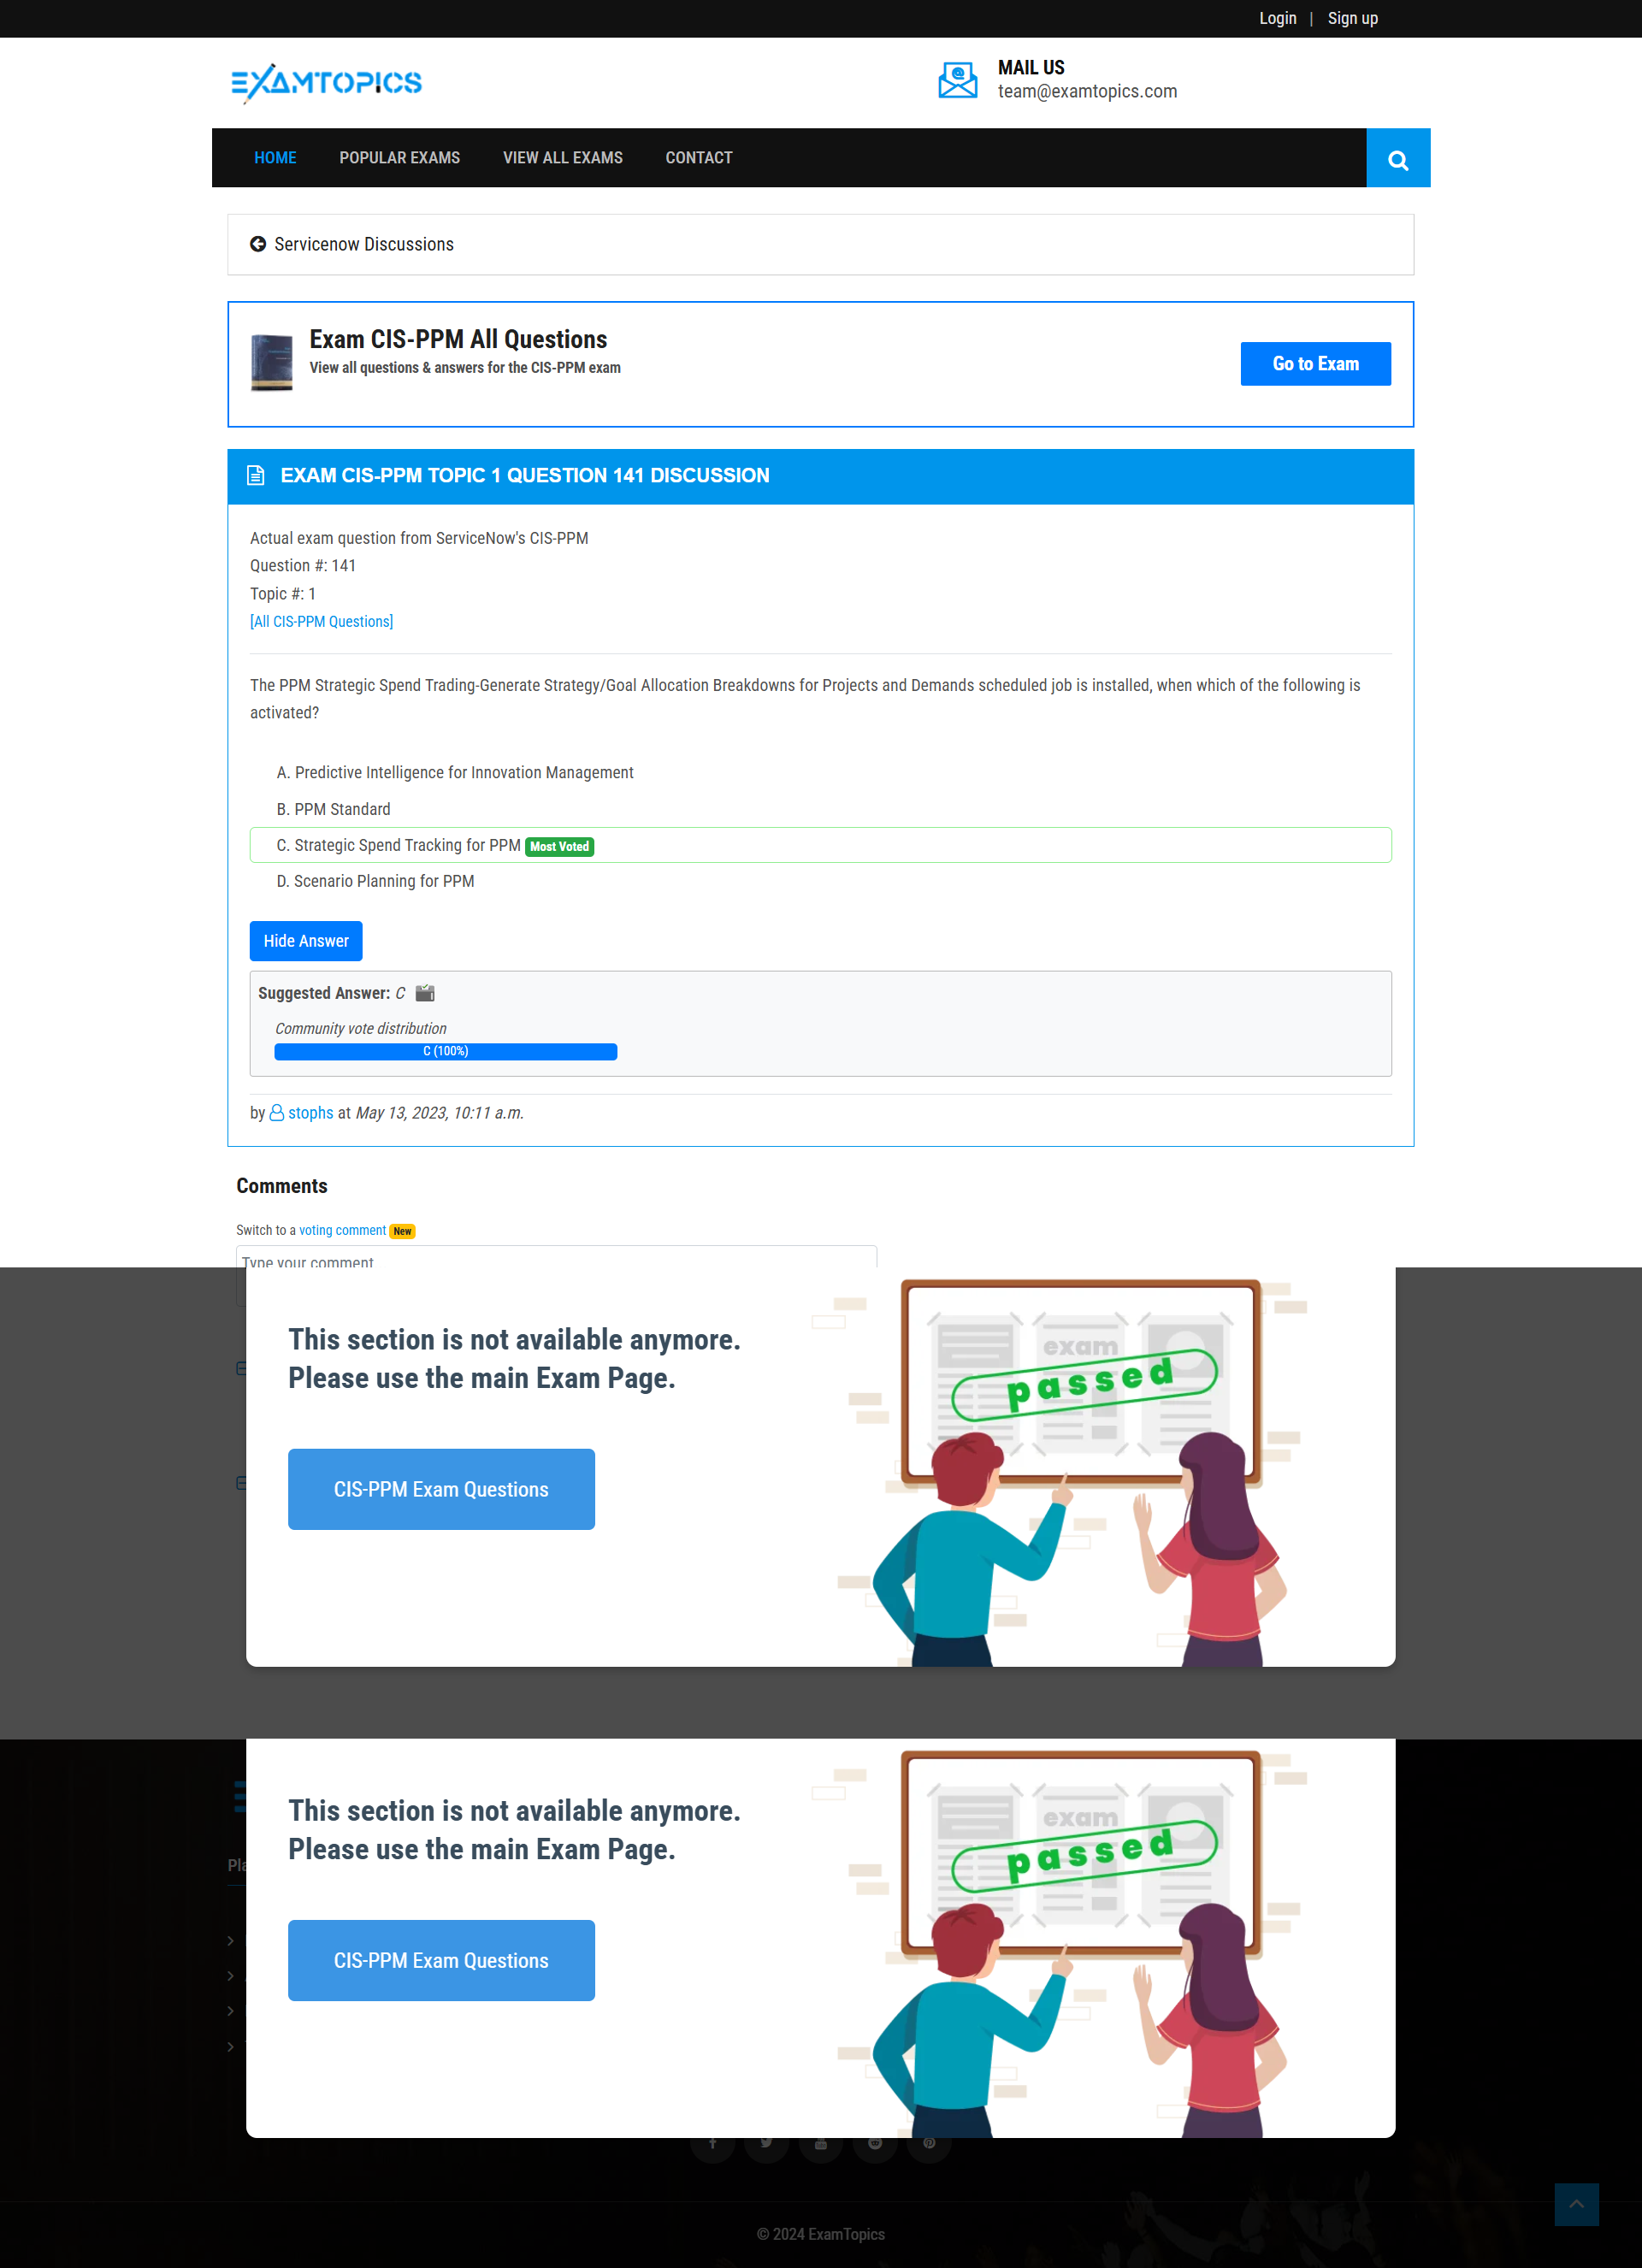 Login | Sign up
EXAMTOPICS
MAIL US
team@examtopics.com
HOME POPULAR EXAMS VIEW ALL EXAMS CONTACT
Servicenow Discussions
Exam CIS-PPM All Questions
View all questions & answers for the CIS-PPM exam
Go to Exam
EXAM CIS-PPM TOPIC 1 QUESTION 141 DISCUSSION
Actual exam question from ServiceNow's CIS-PPM
Question #: 141
Topic #: 1
[All CIS-PPM Questions]
The PPM Strategic Spend Trading-Generate Strategy/Goal Allocation Breakdowns for Projects and Demands scheduled job is installed, when which of the following is
activated?
A. Predictive Intelligence for Innovation Management
B. PPM Standard
C. Strategic Spend Tracking for PPM Most Voted
D. Scenario Planning for PPM
Hide Answer
Suggested Answer: C
Community vote distribution
C (100%)
by stophs at May 13, 2023, 10:11 a.m.
Comments
Switch to a voting comment New
Type your comment
This section is not available anymore.
Please use the main Exam Page.
CIS-PPM Exam Questions
exam
passed
This section is not available anymore.
Please use the main Exam Page.
CIS-PPM Exam Questions
exam
passed
© 2024 ExamTopics